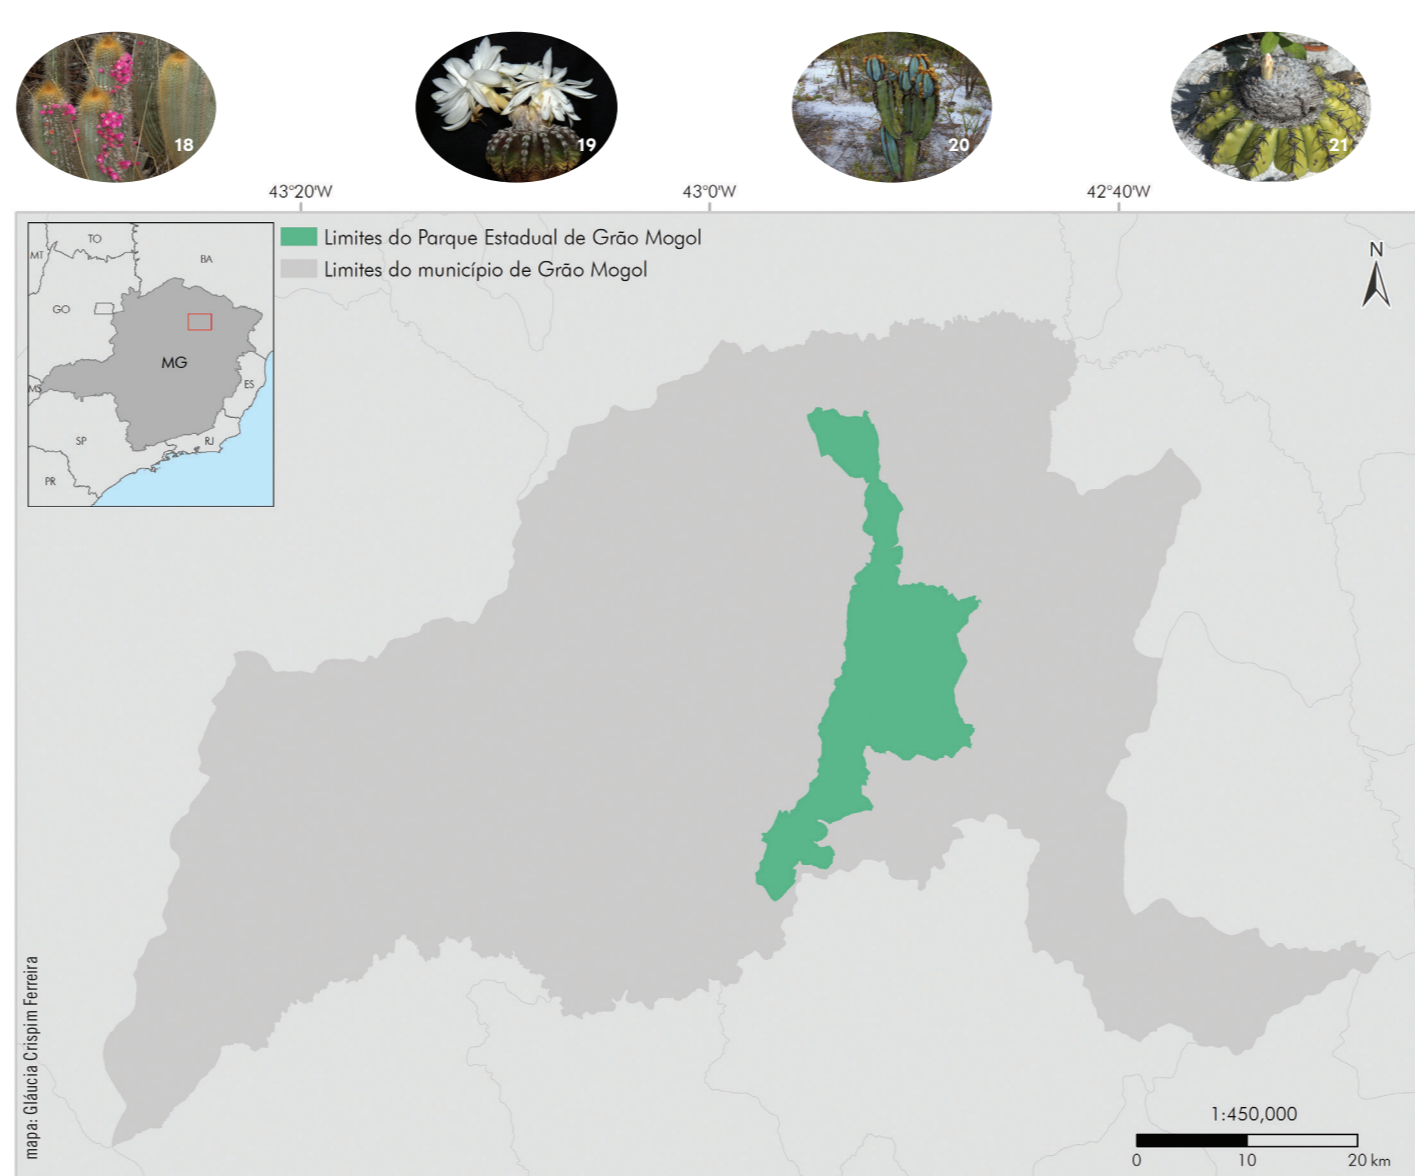 18
19
20
21
43°20'W
43°0'W
42°40'W
Limites do Parque Estadual de Grão Mogol
Limites do município de Grão Mogol
N
TO
MT
BA
GO
MG
MS
ES
SP
RJ
PR
mapa: Gláucia Crispim Ferreira
1:450,000
0 10 20 km